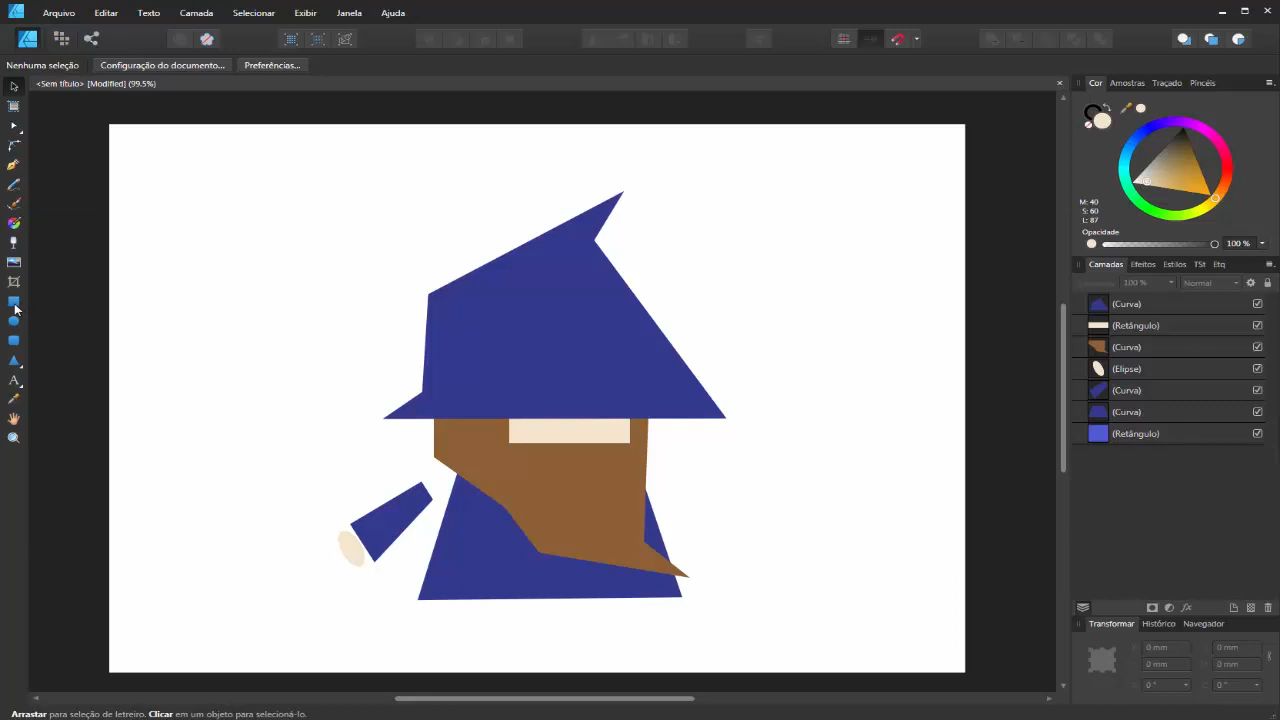 Arquivo Editar Texto Camada Selecionar Exibir Janela Ajuda
Nenhuma seleção Configuração do documento... Preferências...
<Sem título> [Modified] (99.5%)
Cor Amostras Traçado Pincéis
M: 40
S: 60
L: 87
Opacidade
100 %
Camadas Efeitos Estilos TSt Etq
100 % Normal
(Curva)
(Retângulo)
(Curva)
(Elipse)
(Curva)
(Curva)
(Retângulo)
Transformar Histórico Navegador
0 mm 0 mm
0 mm 0 mm
0 ° 0 °
Arrastar para seleção de letreiro. Clicar em um objeto para selecioná-lo.